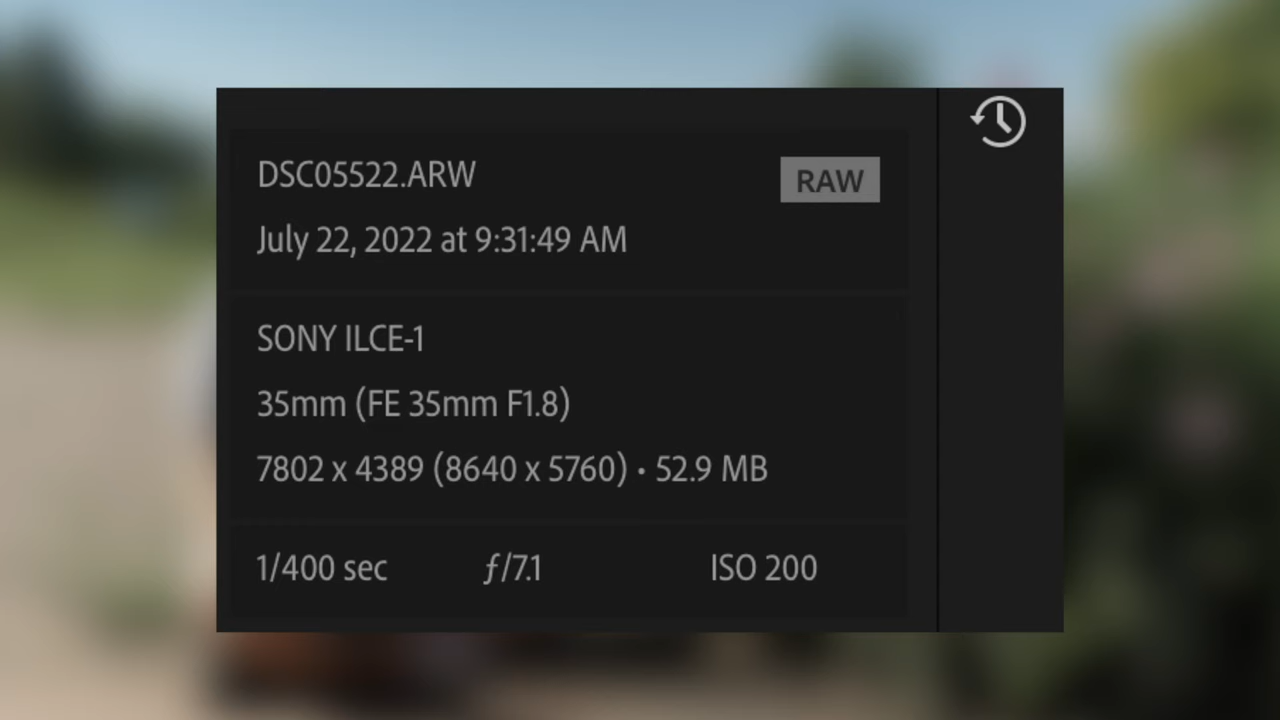 DSC05522.ARW
RAW
July 22, 2022 at 9:31:49 AM
SONY ILCE-1
35mm (FE 35mm F1.8)
7802 x 4389 (8640 x 5760) • 52.9 MB
1/400 sec ƒ/7.1 ISO 200